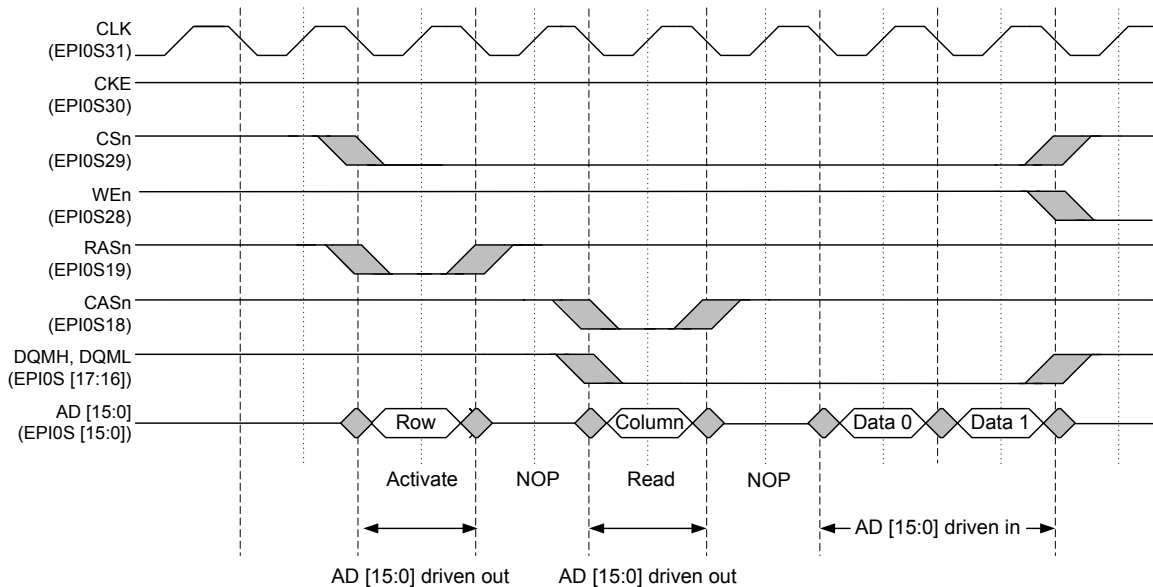 CLK
(EPI0S31)
CKE
(EPI0S30)
CSn
(EPI0S29)
WEn
(EPI0S28)
RASn
(EPI0S19)
CASn
(EPI0S18)
DQMH, DQML
(EPI0S [17:16])
AD [15:0]
(EPI0S [15:0])
Row
Column
Data 0
Data 1
Activate
NOP
Read
NOP
AD [15:0] driven in
AD [15:0] driven out
AD [15:0] driven out